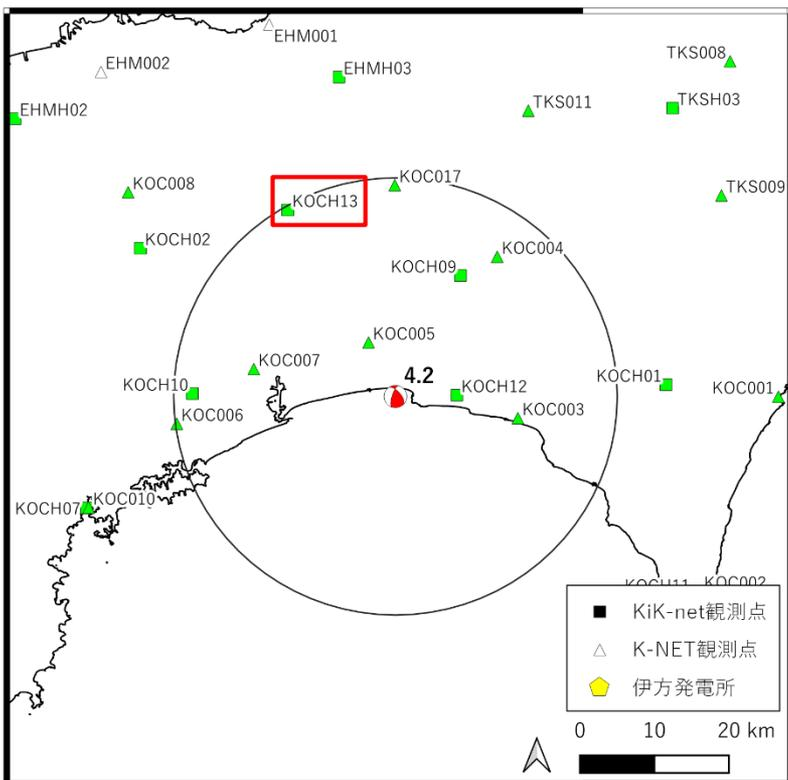 EHM001
EHM002
EHMH03
TKS008
EHMH02
TKS011
TKSH03
KOC008
KOCH13
KOC017
TKS009
KOCH02
KOCH09
KOC004
KOC005
KOC007
KOCH10
4.2
KOCH12
KOCH01
KOC001
KOC006
KOC003
KOCH07
KOC010
KOCH11
KOC002
KiK-net観測点
K-NET観測点
伊方発電所
0 10 20 km